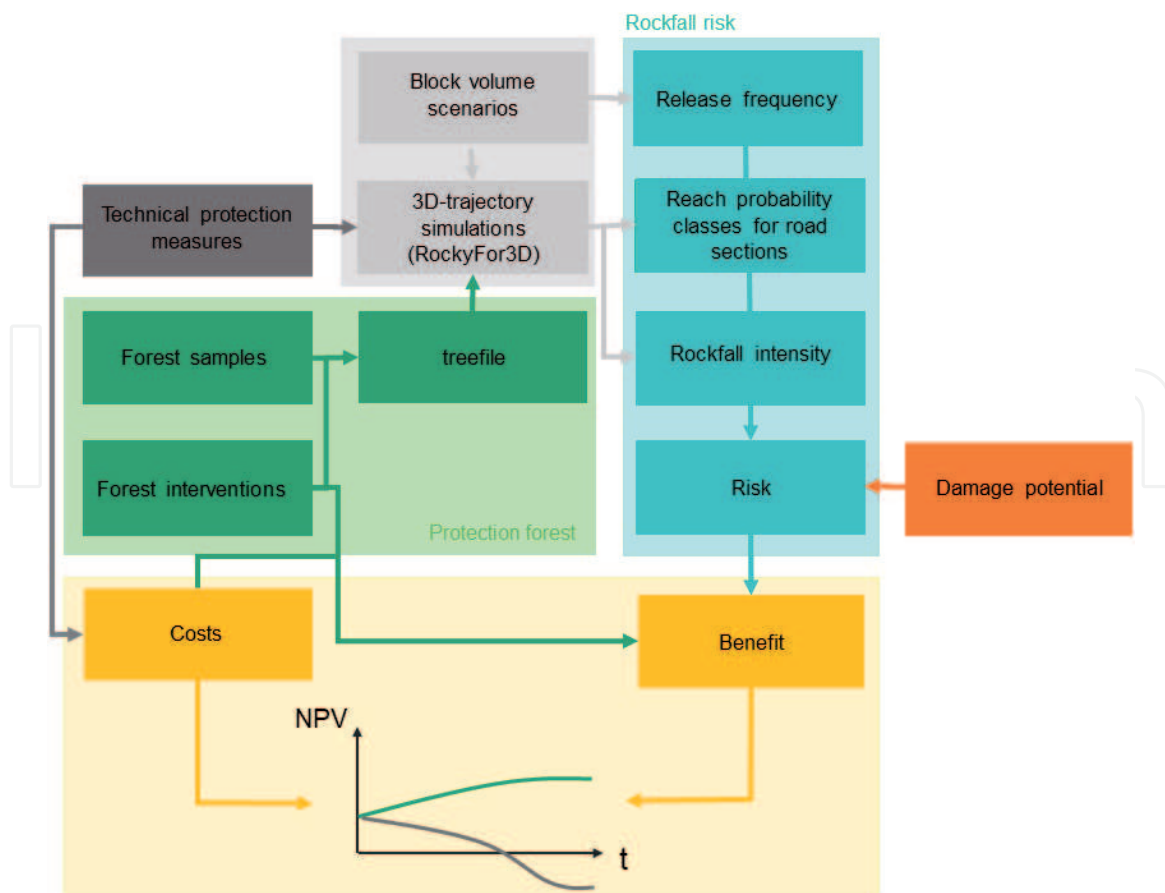 Rockfall risk
Block volume
scenarios
Release frequency
Technical protection
measures
3D-trajectory
simulations
(RockyFor3D)
Reach probability
classes for road
sections
Forest samples
treefile
Rockfall intensity
Forest interventions
Risk
Damage potential
Protection forest
Costs
Benefit
NPV
t